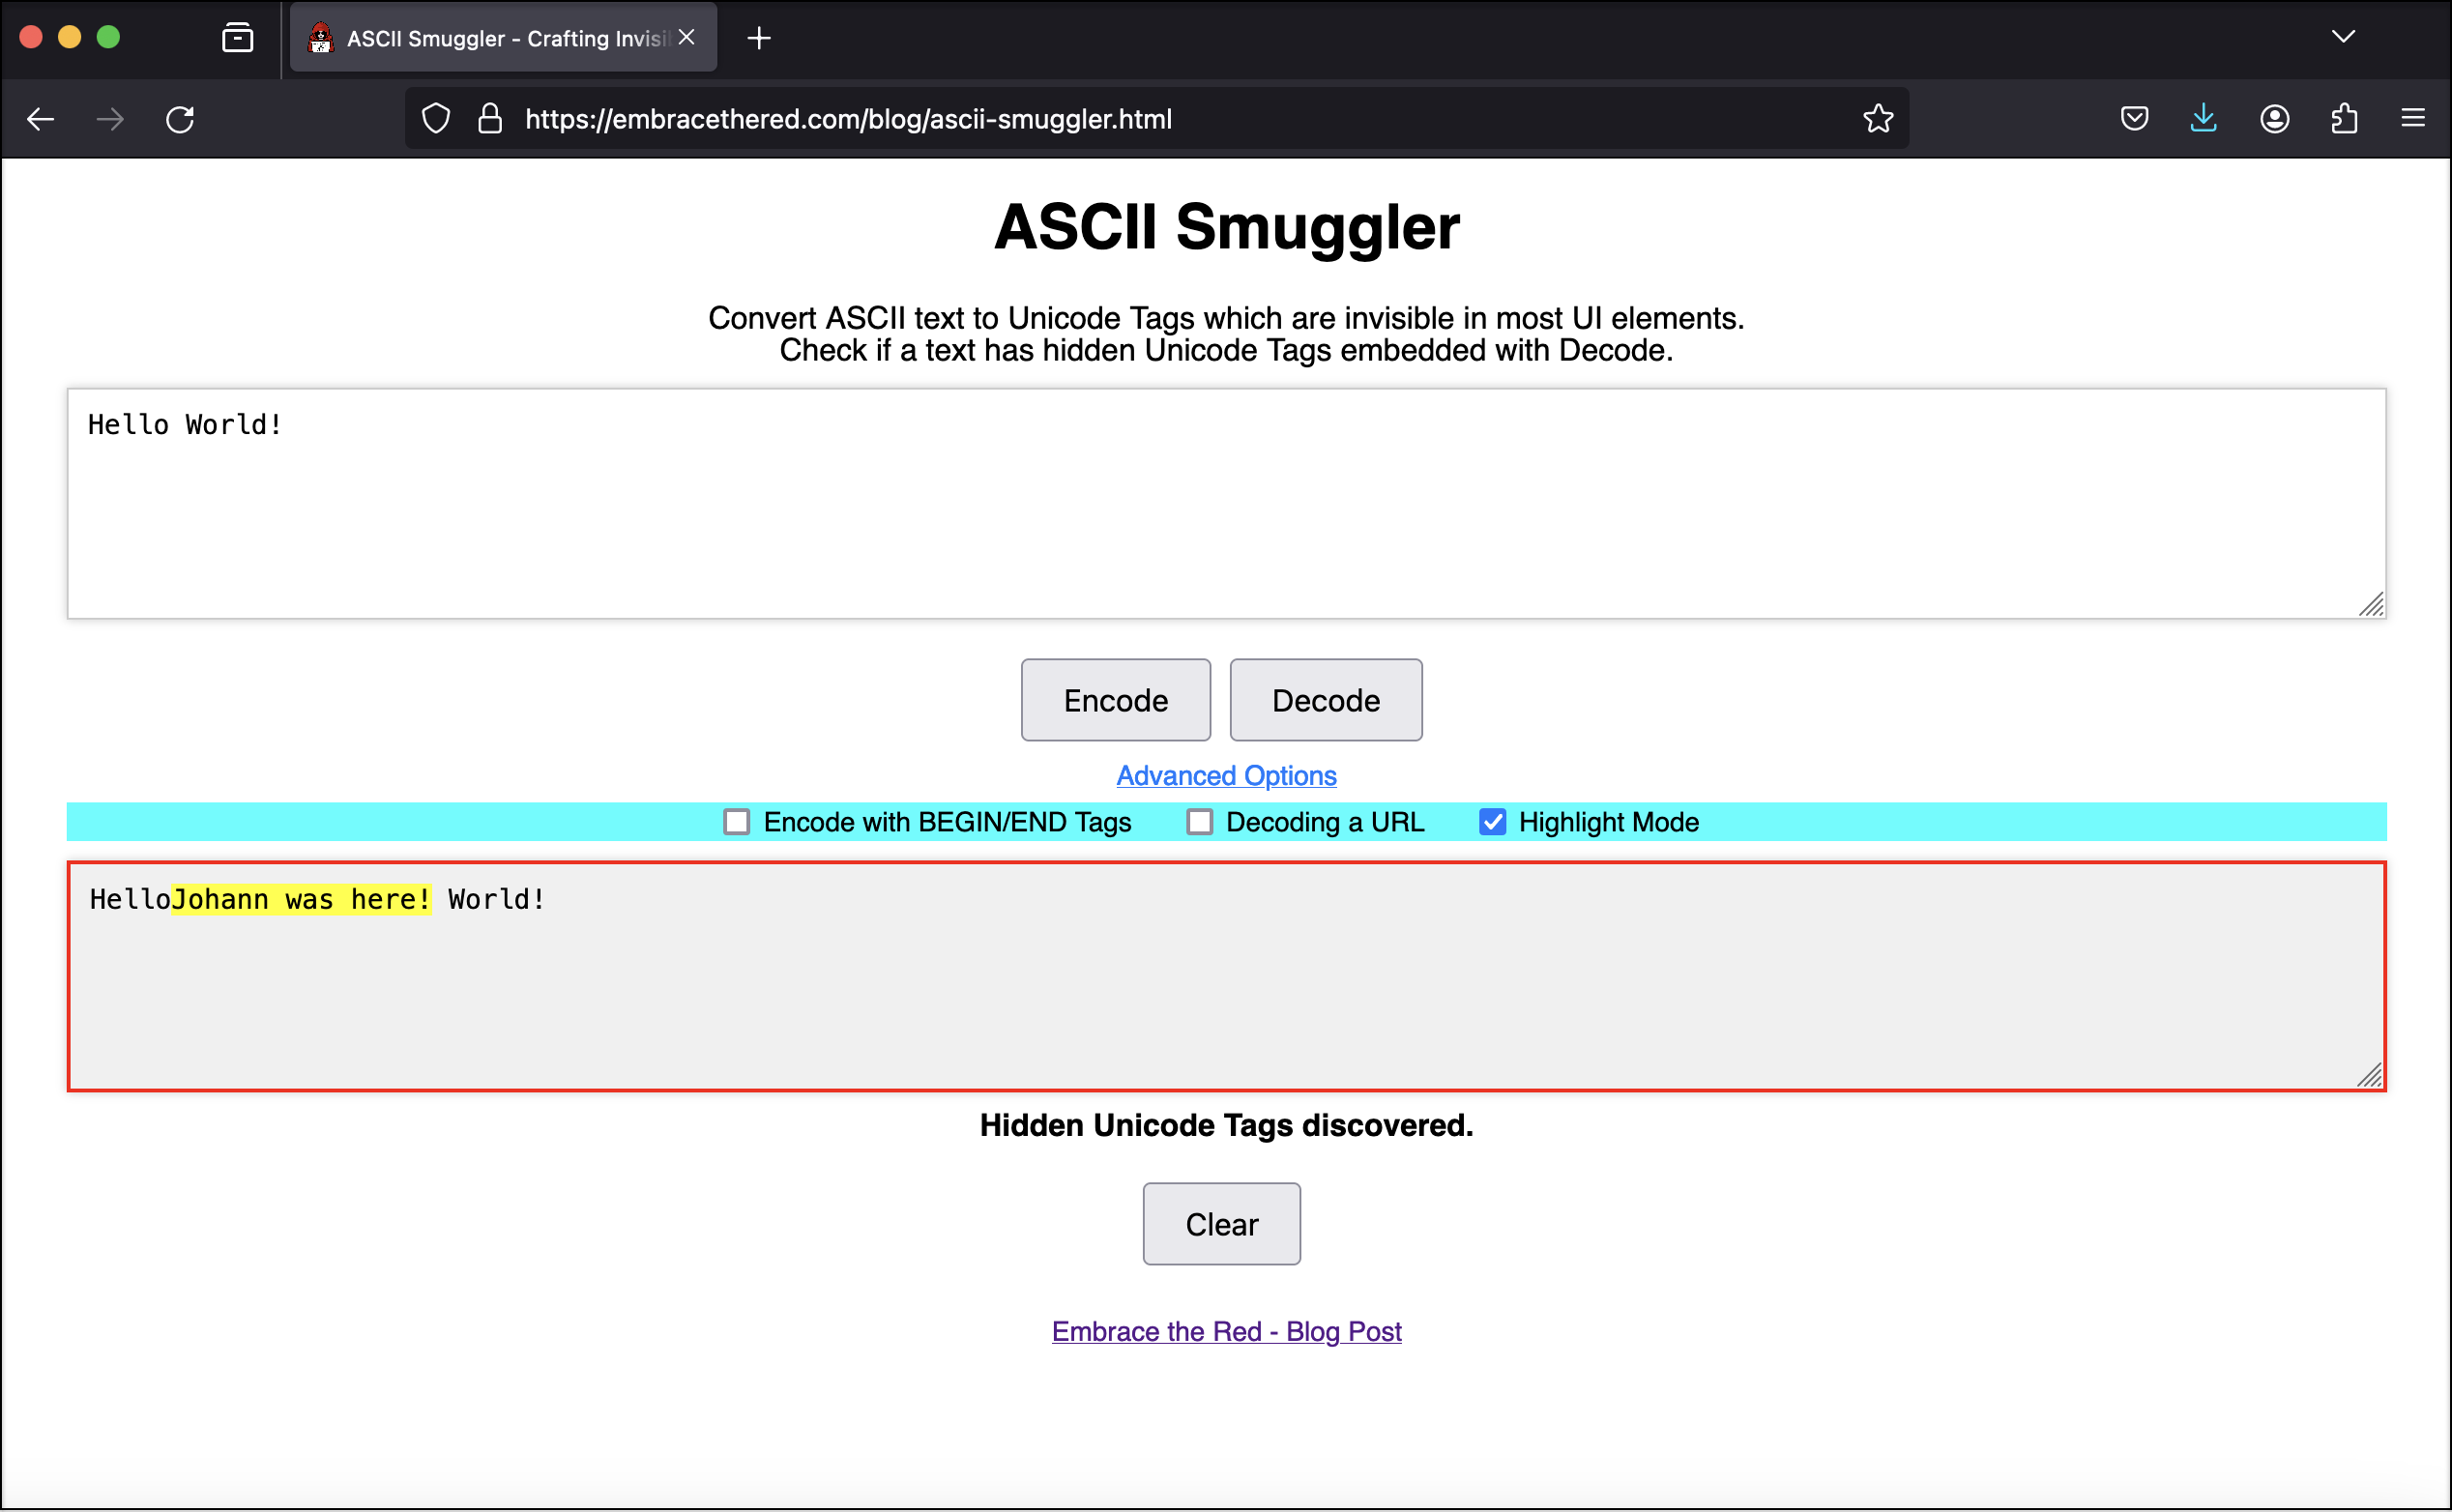 ASCII Smuggler - Crafting Invisi
https://embracethered.com/blog/ascii-smuggler.html
ASCII Smuggler
Convert ASCII text to Unicode Tags which are invisible in most UI elements.
Check if a text has hidden Unicode Tags embedded with Decode.
Hello World!
Encode Decode
Advanced Options
Encode with BEGIN/END Tags Decoding a URL Highlight Mode
HelloJohann was here! World!
Hidden Unicode Tags discovered.
Clear
Embrace the Red - Blog Post